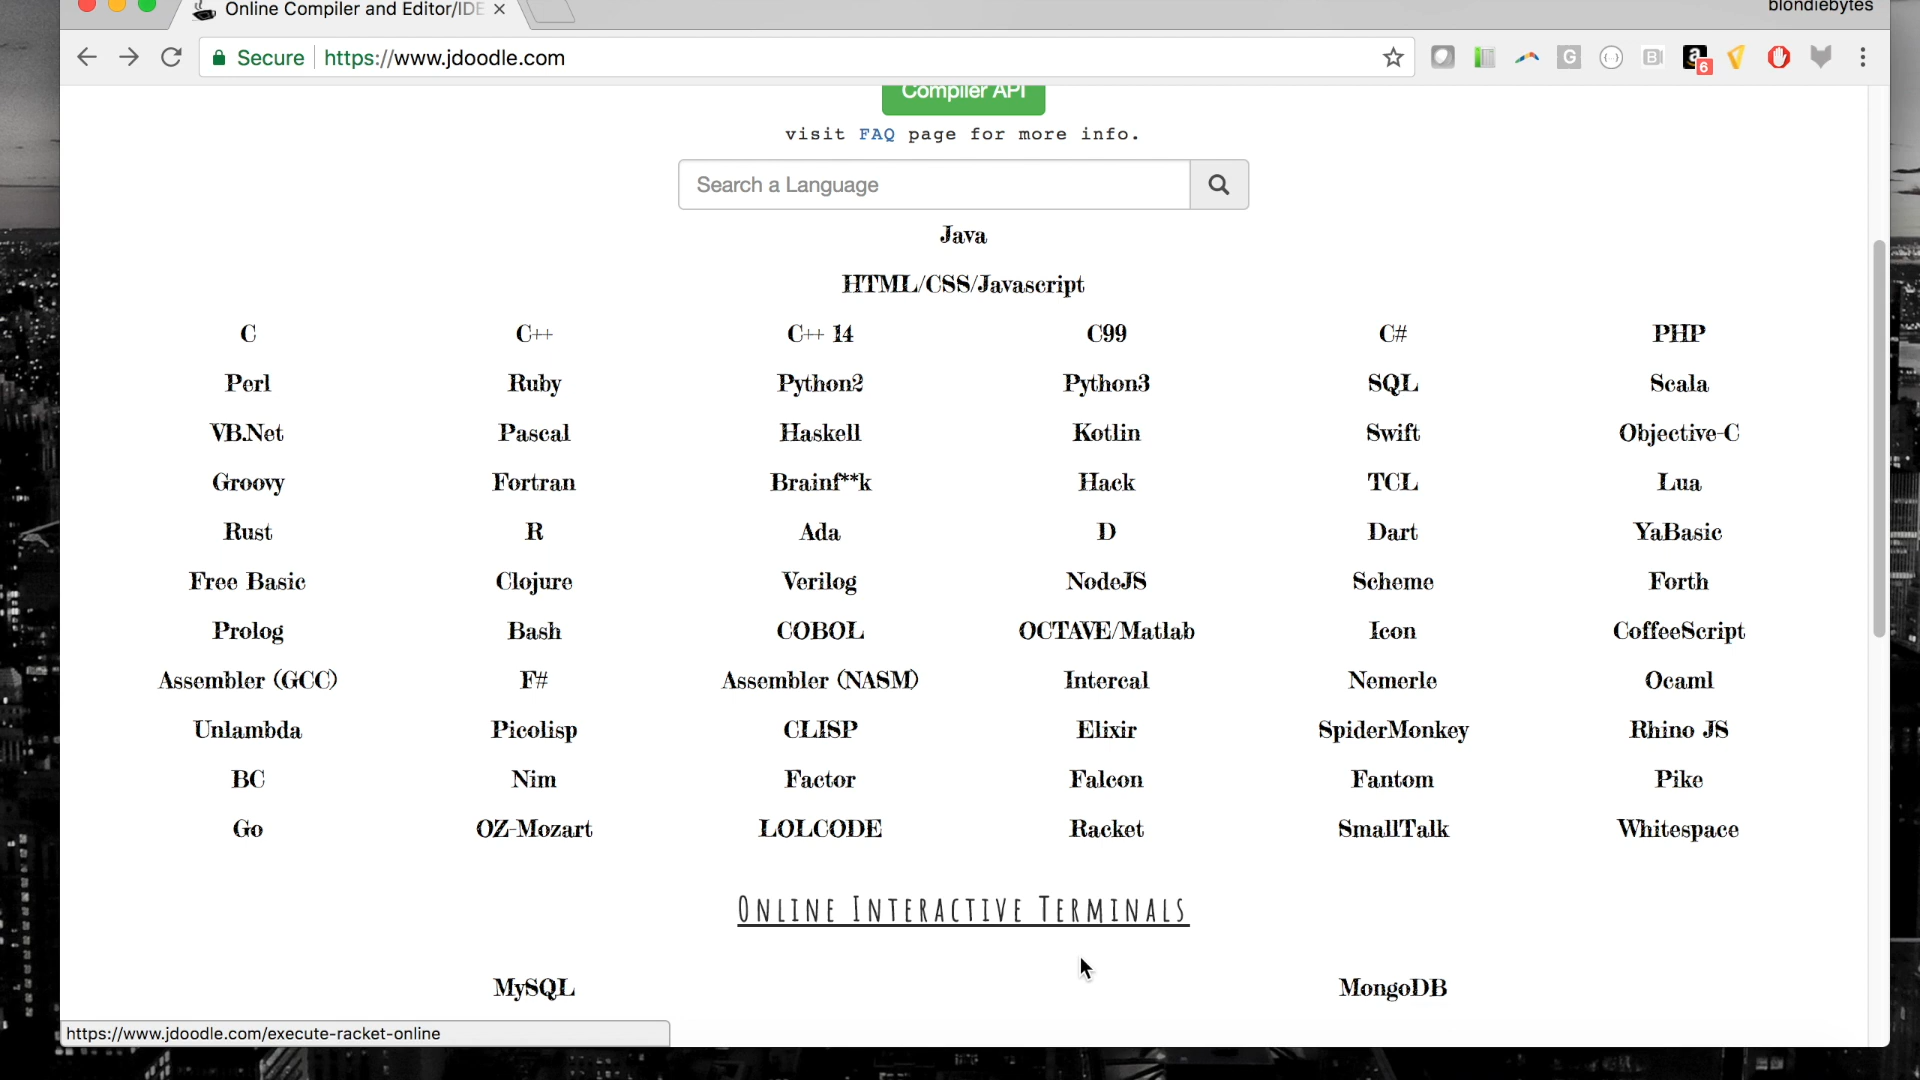 Online Compiler and Editor/IDE
blondiebytes
Secure https://www.jdoodle.com
G B a 6
Compiler API
visit FAQ page for more info.
Search a Language
Java
HTML/CSS/Javascript
C C++ C++ 14 C99 C# PHP
Perl Ruby Python2 Python3 SQL Scala
VB.Net Pascal Haskell Kotlin Swift Objective-C
Groovy Fortran Brainf**k Hack TCL Lua
Rust R Ada D Dart YaBasic
Free Basic Clojure Verilog NodeJS Scheme Forth
Prolog Bash COBOL OCTAVE/Matlab Icon CoffeeScript
Assembler (GCC) F# Assembler (NASM) Intercal Nemerle Ocaml
Unlambda Picolisp CLISP Elixir SpiderMonkey Rhino JS
BC Nim Factor Falcon Fantom Pike
Go OZ-Mozart LOLCODE Racket SmallTalk Whitespace
Online Interactive Terminals
MySQL MongoDB
https://www.jdoodle.com/execute-racket-online